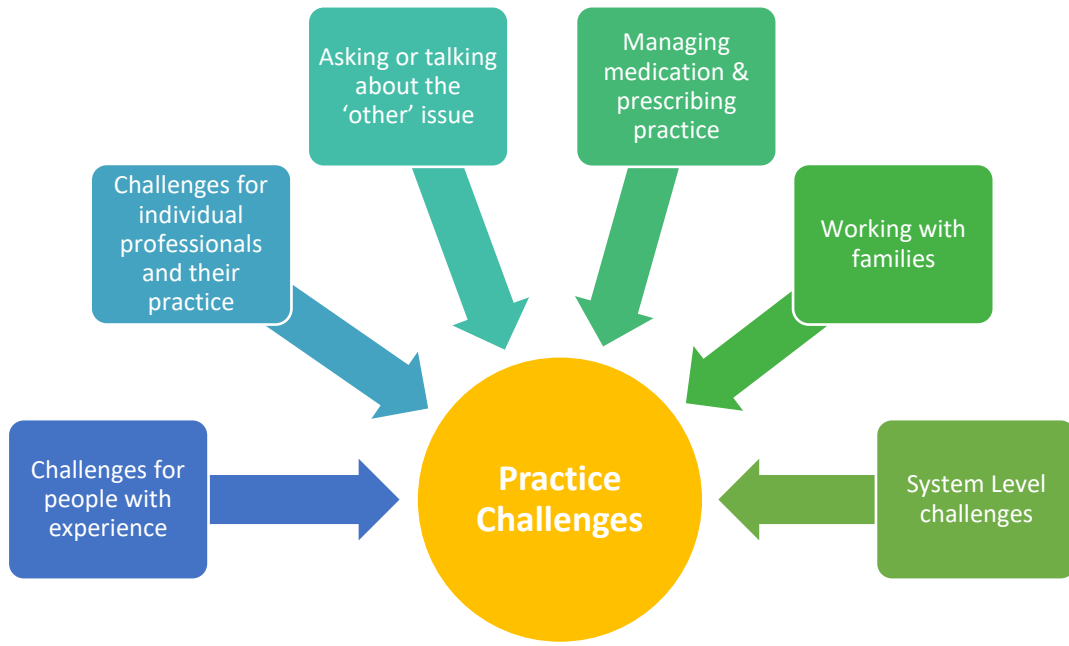 Asking or talking
about the
‘other’ issue
Managing
medication &
prescribing
practice
Challenges for
individual
professionals
and their
practice
Working with
families
Challenges for
people with
experience
Practice
Challenges
System Level
challenges